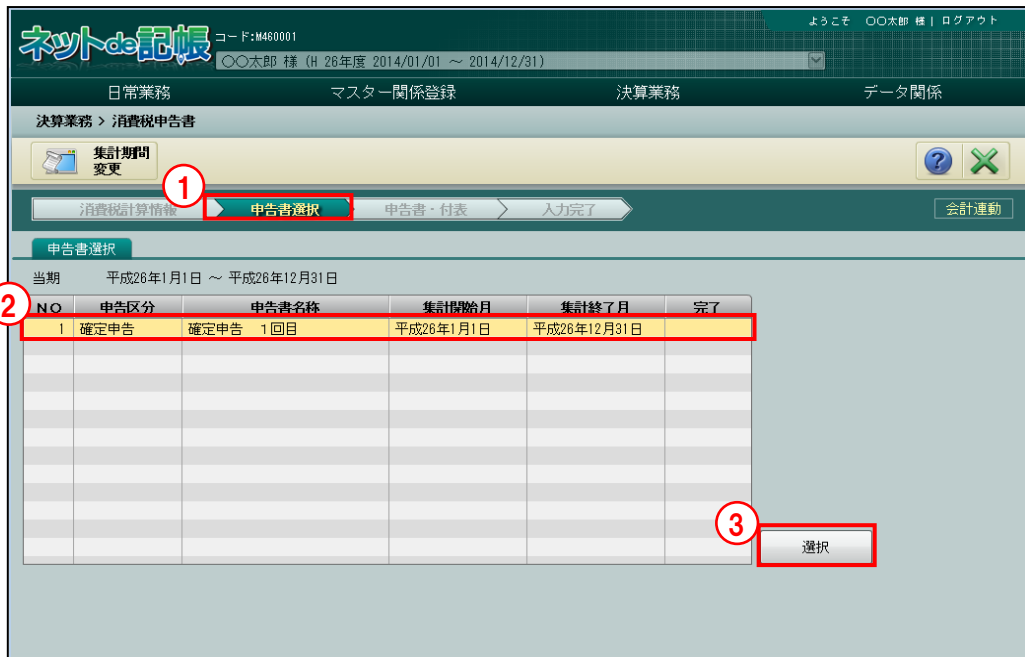 ようこそ 〇〇太郎 様 | ログアウト
ネットde記帳 コード:M460001
〇〇太郎 様 (H 26年度 2014/01/01 ～ 2014/12/31)
日常業務 マスター関係登録 決算業務 データ関係
決算業務 > 消費税申告書
集計期間
変更
?
1
消費税計算情報 申告書選択 申告書・付表 入力完了 会計連動
申告書選択
当期 平成26年1月1日 ～ 平成26年12月31日
2
NO 申告区分 申告書名称 集計開始月 集計終了月 完了
1 確定申告 確定申告 1回目 平成26年1月1日 平成26年12月31日
3
選択